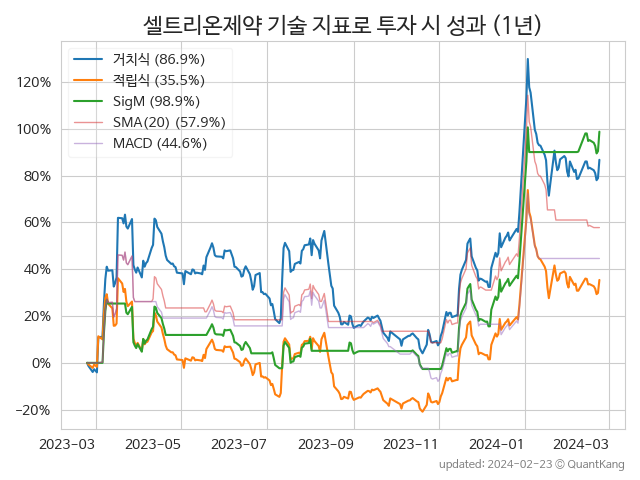 셀트리온제약 기술 지표로 투자 시 성과 (1년)
거치식 (86.9%)
적립식 (35.5%)
SigM (98.9%)
SMA(20) (57.9%)
MACD (44.6%)
120%
100%
80%
60%
40%
20%
0%
−20%
2023-03 2023-05 2023-07 2023-09 2023-11 2024-01 2024-03
updated: 2024-02-23 ⓒ QuantKang